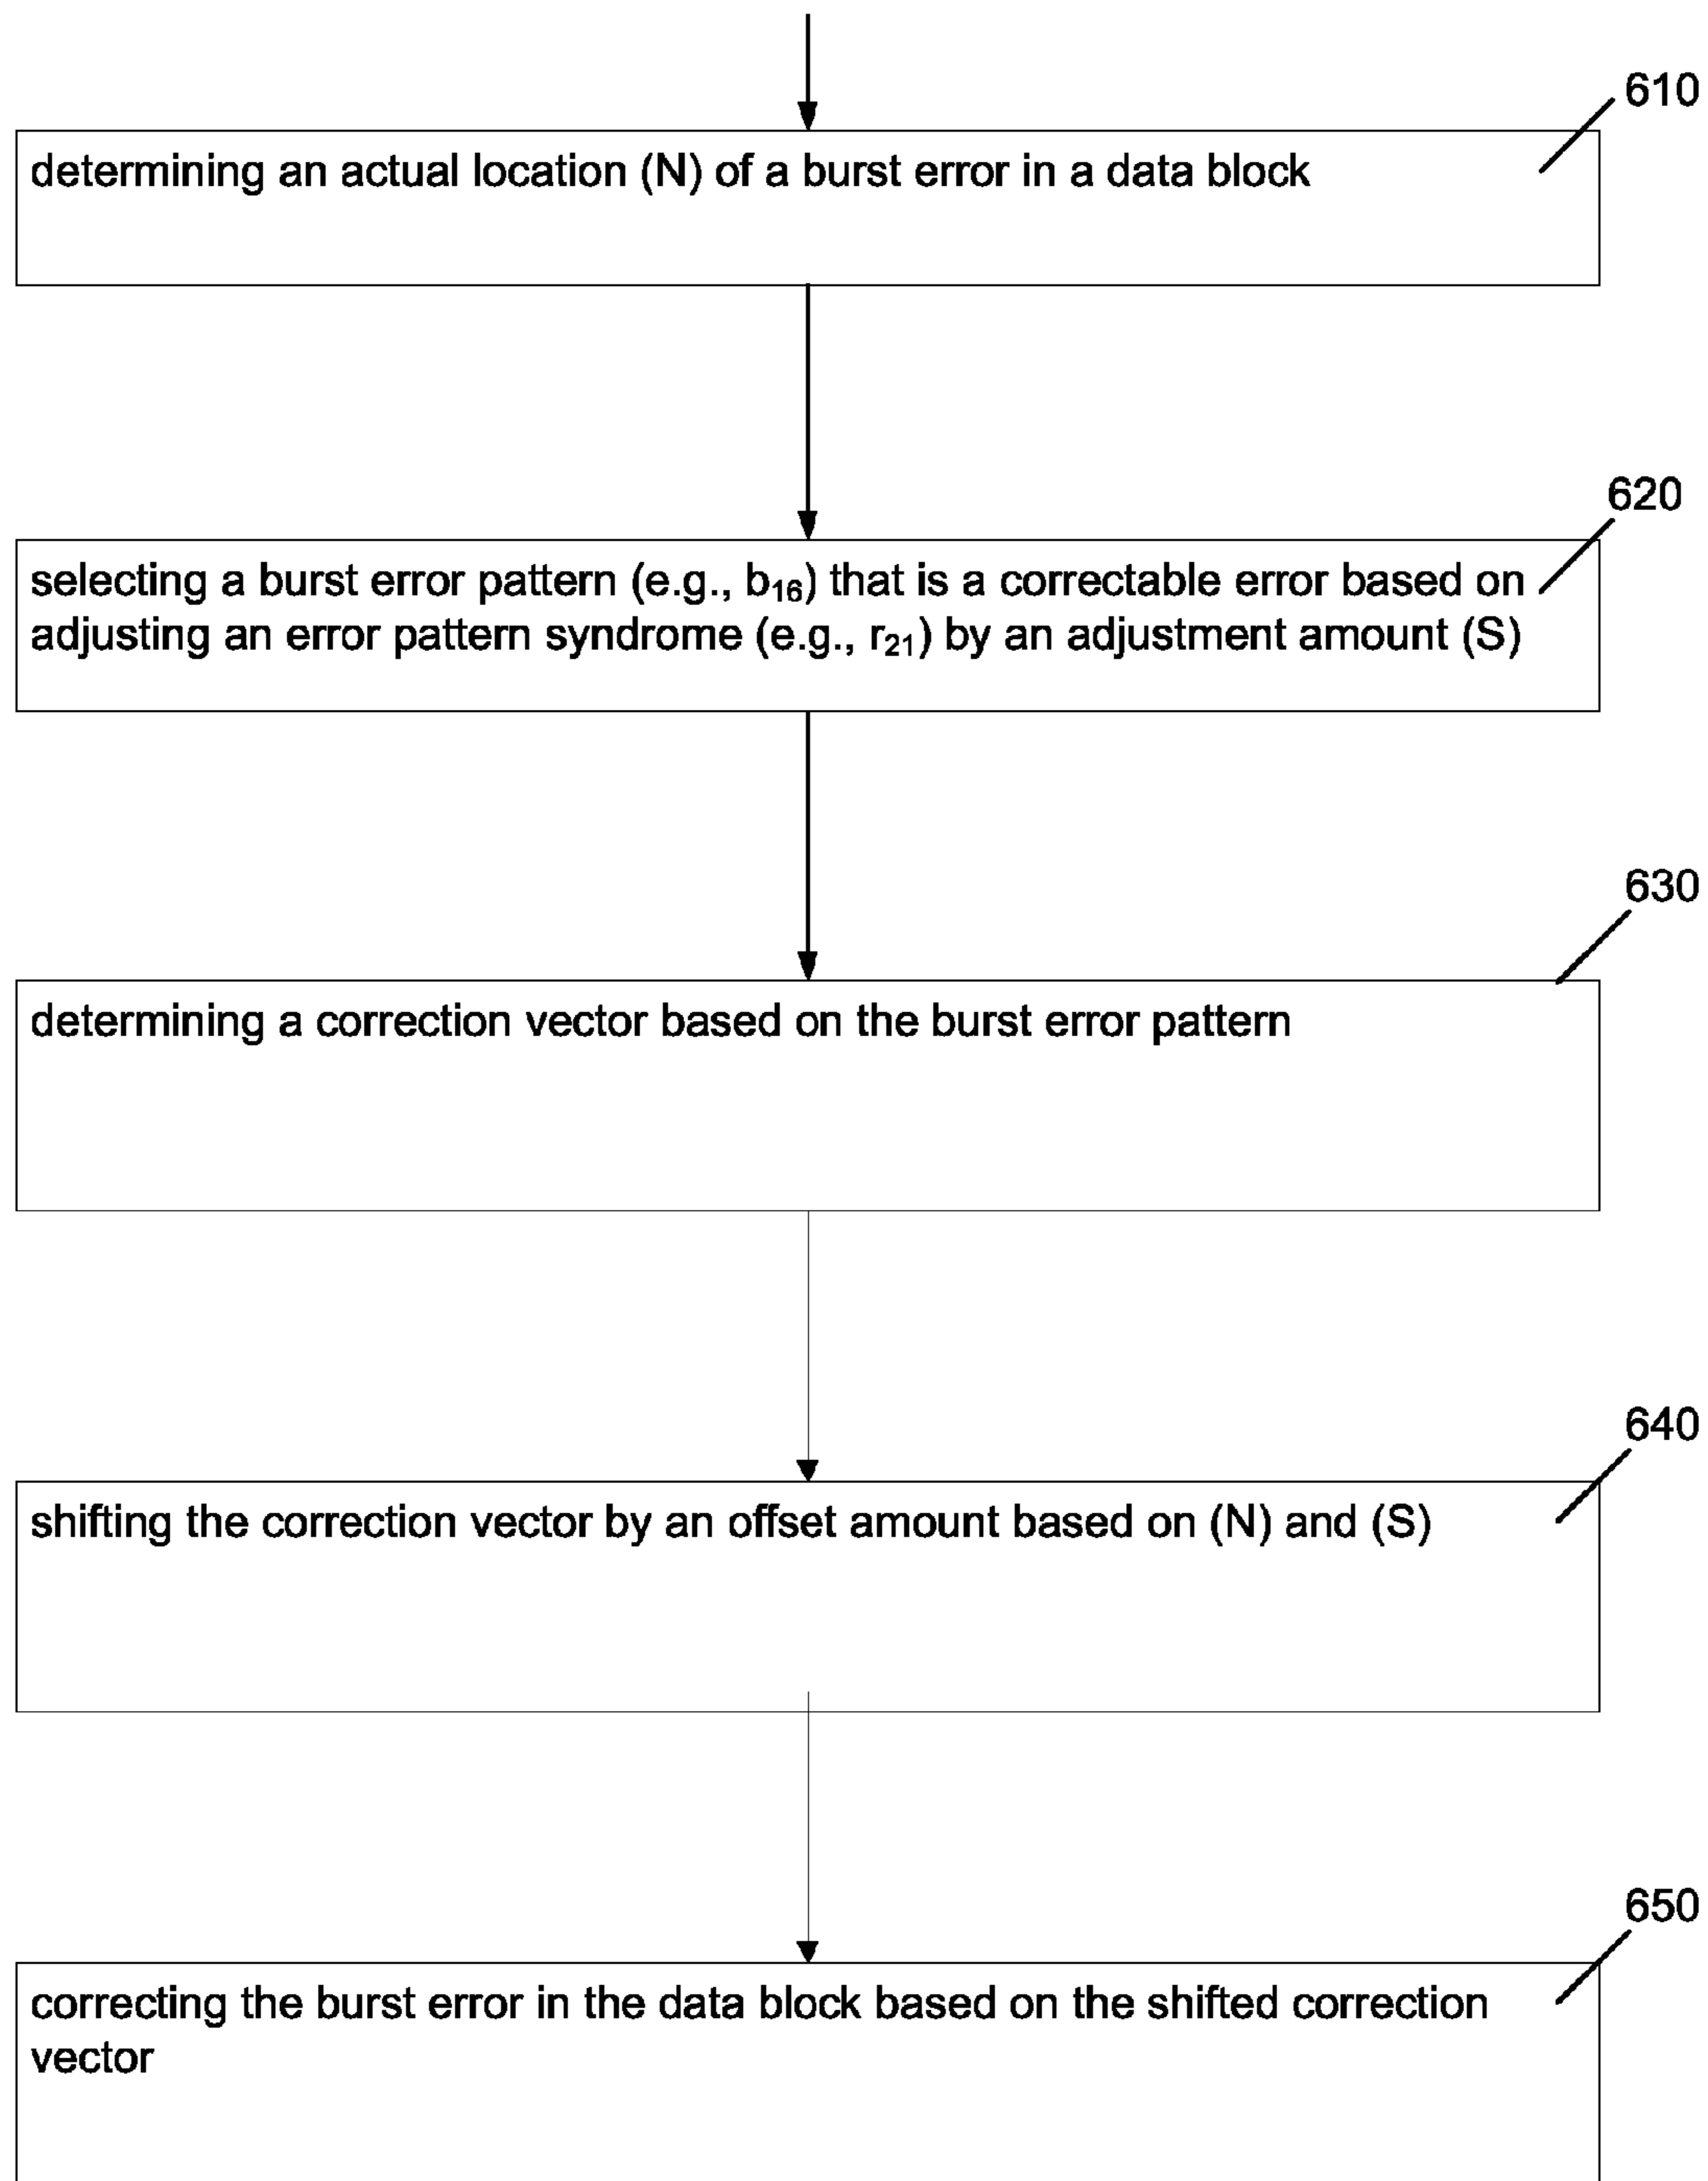 610
determining an actual location (N) of a burst error in a data block
620
selecting a burst error pattern (e.g., b₁₆) that is a correctable error based on
adjusting an error pattern syndrome (e.g., r₂₁) by an adjustment amount (S)
630
determining a correction vector based on the burst error pattern
640
shifting the correction vector by an offset amount based on (N) and (S)
650
correcting the burst error in the data block based on the shifted correction
vector